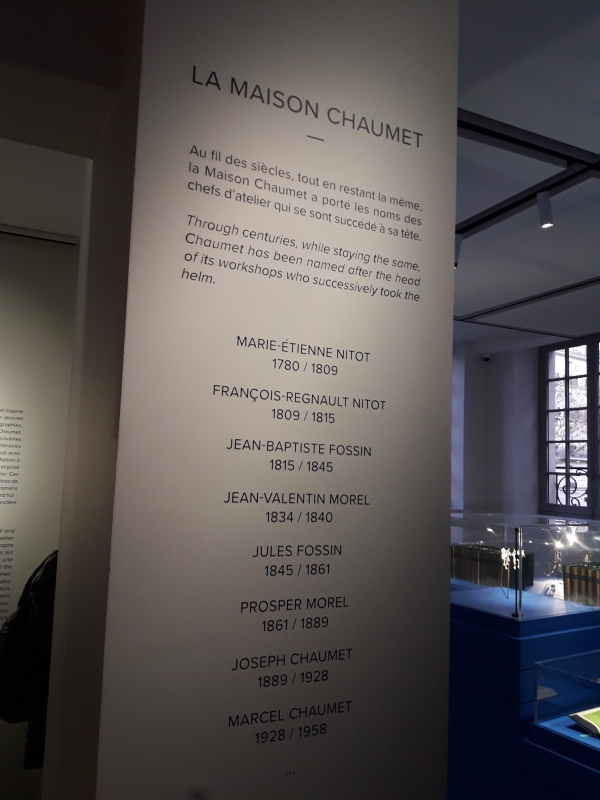 LA MAISON CHAUMET
—
Au fil des siècles, tout en restant la même,
la Maison Chaumet a porté les noms des
chefs d'atelier qui se sont succédé à sa tête.
Through centuries, while staying the same,
Chaumet has been named after the head
of its workshops who successively took the
helm.
MARIE-ÉTIENNE NITOT
1780 / 1809
FRANÇOIS-REGNAULT NITOT
1809 / 1815
JEAN-BAPTISTE FOSSIN
1815 / 1845
JEAN-VALENTIN MOREL
1834 / 1840
JULES FOSSIN
1845 / 1861
PROSPER MOREL
1861 / 1889
JOSEPH CHAUMET
1889 / 1928
MARCEL CHAUMET
1928 / 1958
...